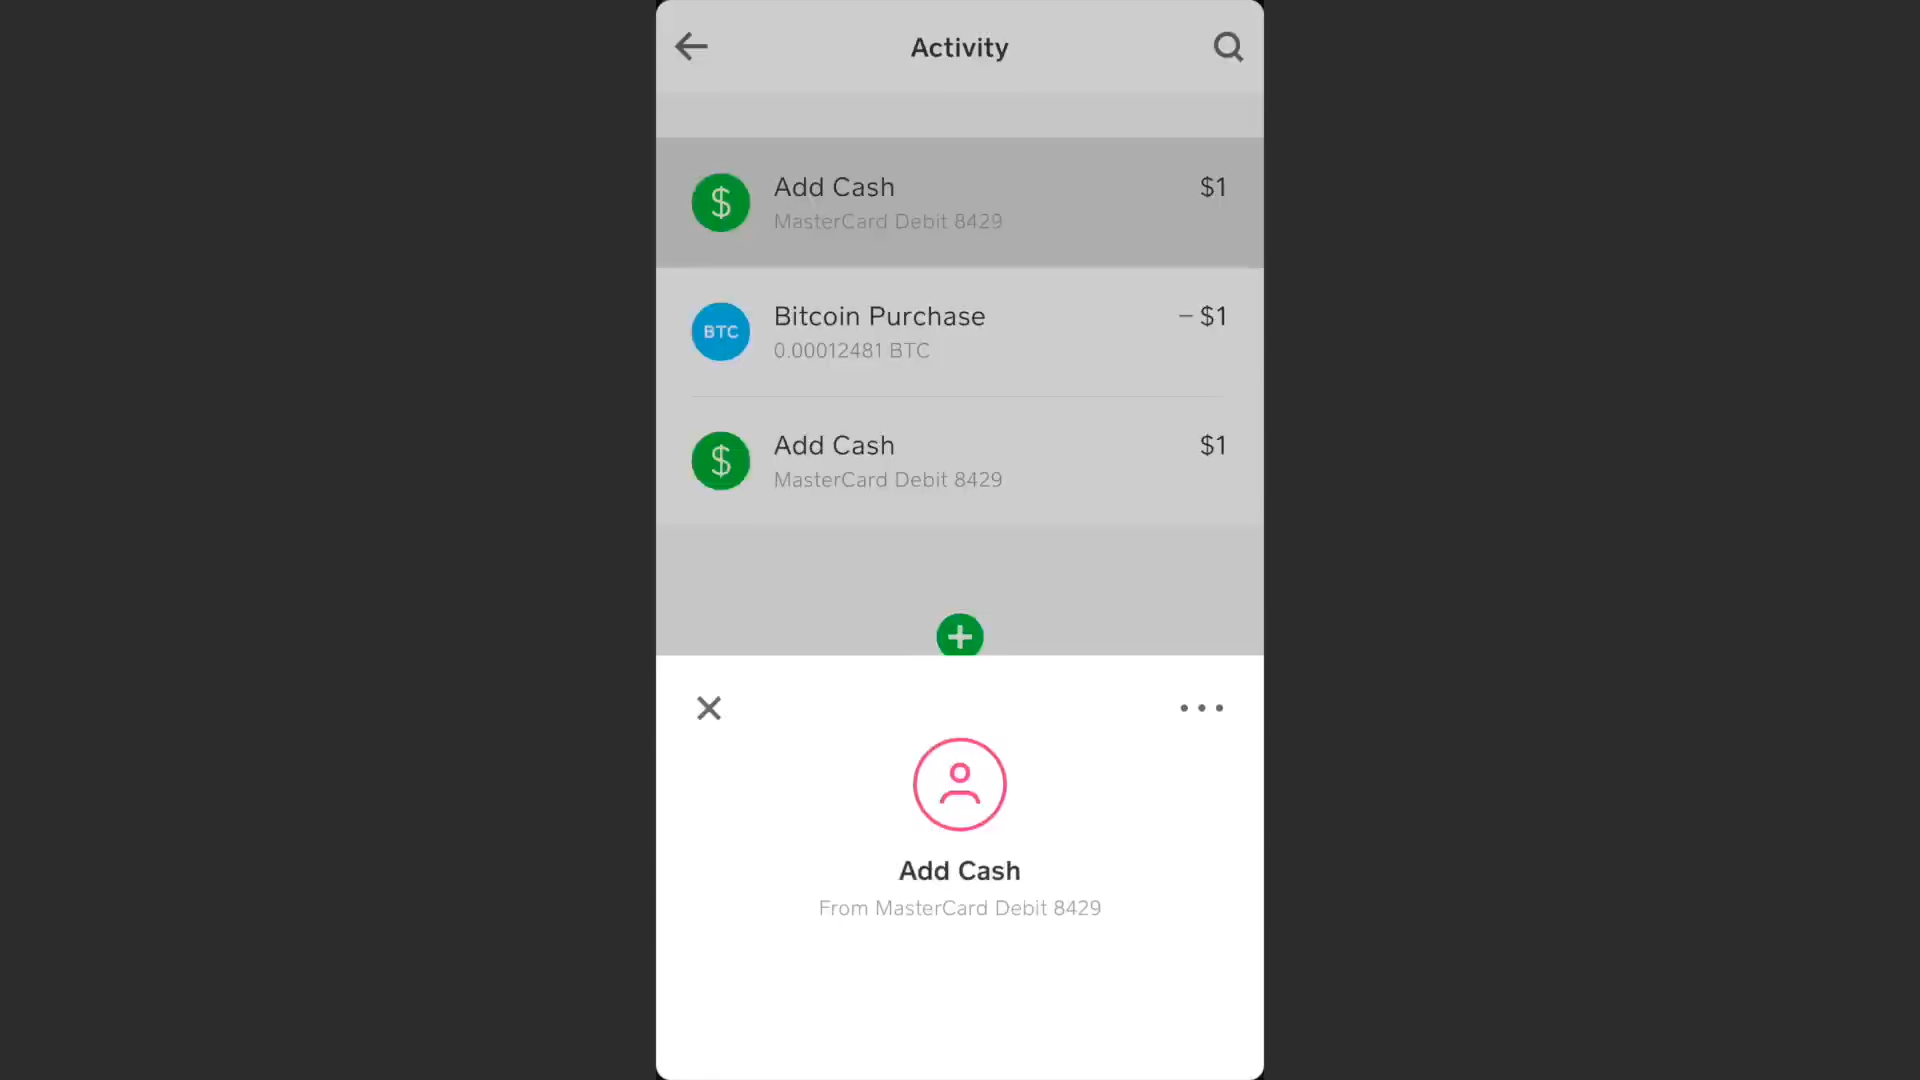 Activity
$
Add Cash
$1
MasterCard Debit 8429
BTC
Bitcoin Purchase
– $1
0.00012481 BTC
$
Add Cash
$1
MasterCard Debit 8429
Add Cash
From MasterCard Debit 8429